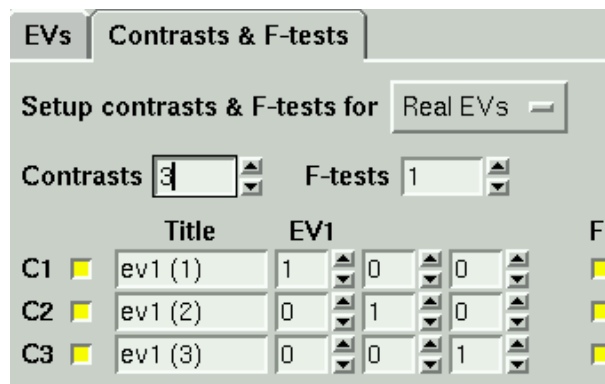 EVs Contrasts & F-tests
Setup contrasts & F-tests for Real EVs
Contrasts 3 F-tests 1
Title EV1 F
C1 ev1 (1) 1 0 0
C2 ev1 (2) 0 1 0
C3 ev1 (3) 0 0 1